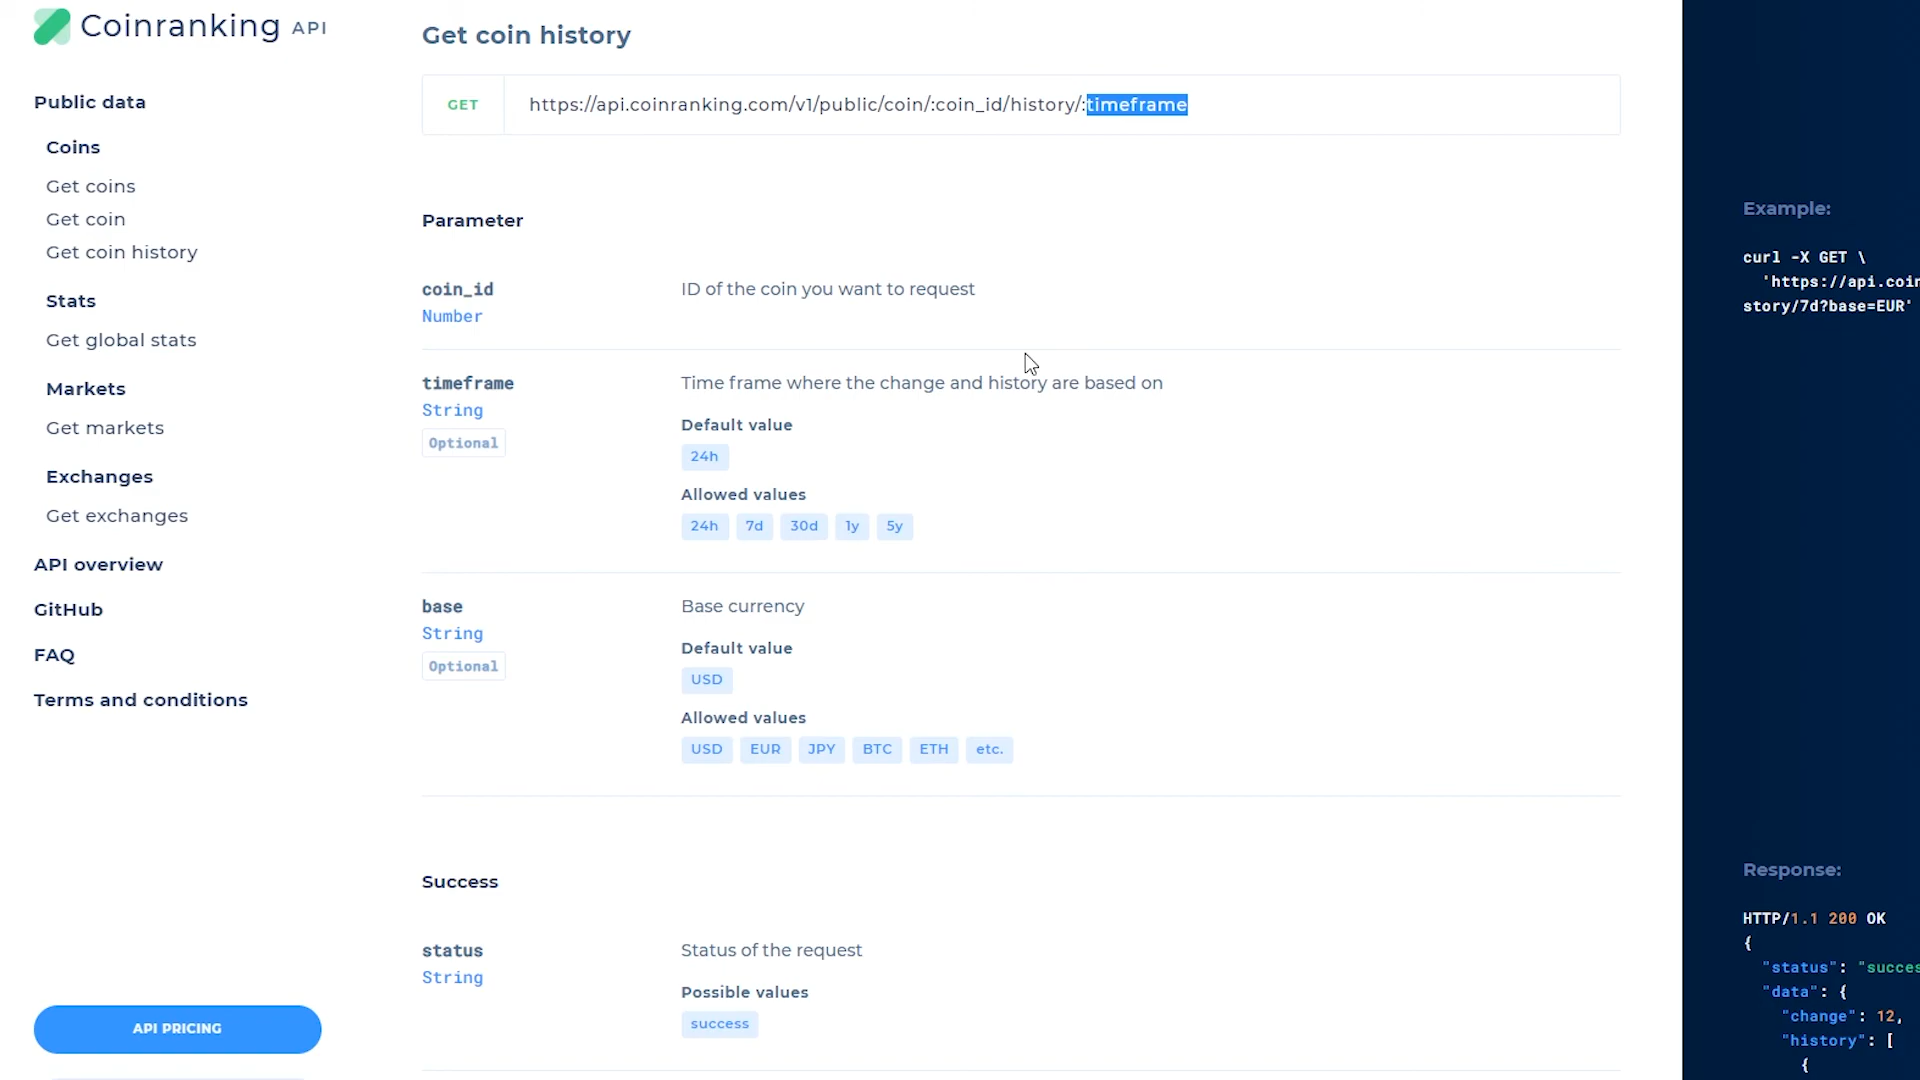 Coinranking API
Public data
Coins
Get coins
Get coin
Get coin history
Stats
Get global stats
Markets
Get markets
Exchanges
Get exchanges
API overview
GitHub
FAQ
Terms and conditions
API PRICING
Get coin history
GET https://api.coinranking.com/v1/public/coin/:coin_id/history/:timeframe
Parameter
coin_id
Number
ID of the coin you want to request
timeframe
String
Optional
Time frame where the change and history are based on
Default value
24h
Allowed values
24h 7d 30d 1y 5y
base
String
Optional
Base currency
Default value
USD
Allowed values
USD EUR JPY BTC ETH etc.
Success
status
String
Status of the request
Possible values
success
Example:
curl -X GET \
'https://api.coin
story/7d?base=EUR'
Response:
HTTP/1.1 200 OK
{
"status": "succes
"data": {
"change": 12,
"history": [
{